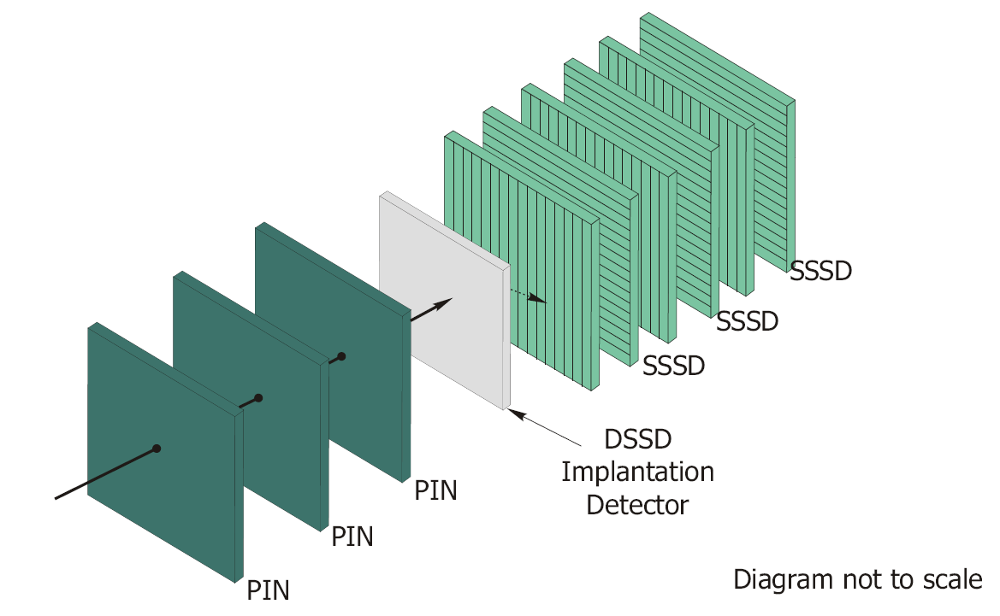 SSSD
SSSD
SSSD
DSSD
Implantation
Detector
PIN
PIN
PIN
Diagram not to scale